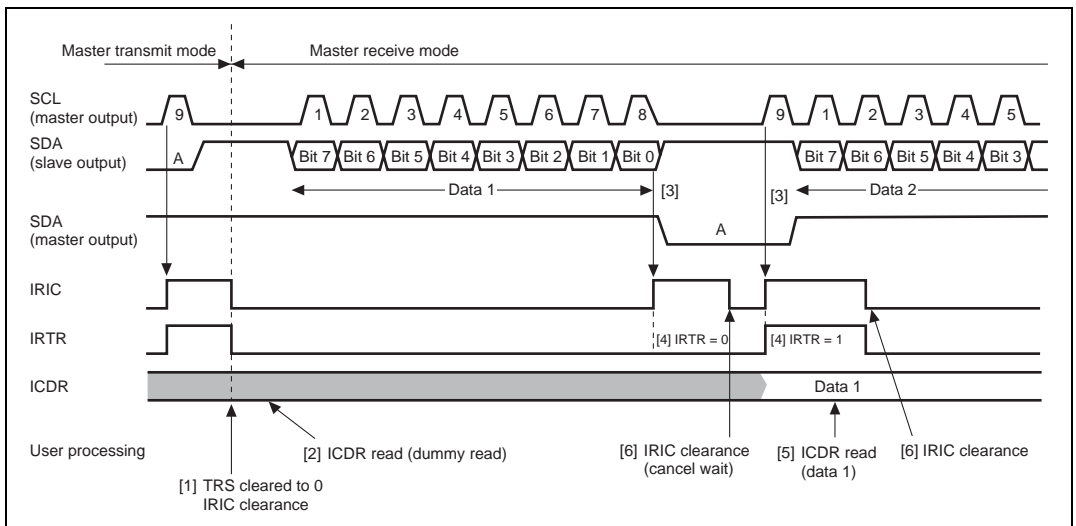 Master transmit mode
Master receive mode
SCL
(master output)
9 1 2 3 4 5 6 7 8 9 1 2 3 4 5
SDA
(slave output)
A Bit 7 Bit 6 Bit 5 Bit 4 Bit 3 Bit 2 Bit 1 Bit 0 Bit 7 Bit 6 Bit 5 Bit 4 Bit 3
Data 1 [3] [3] Data 2
SDA
(master output)
A
IRIC
IRTR
[4] IRTR = 0
[4] IRTR = 1
ICDR
Data 1
User processing
[2] ICDR read (dummy read)
[1] TRS cleared to 0
IRIC clearance
[6] IRIC clearance
(cancel wait)
[5] ICDR read
(data 1)
[6] IRIC clearance